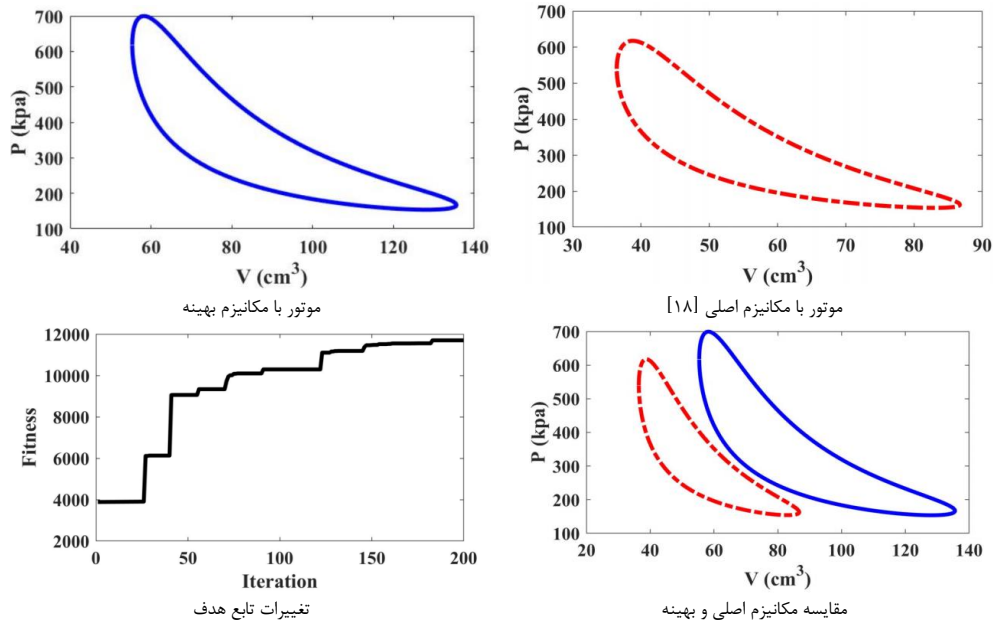 700
600
500
400
300
200
100
P (kpa)
40 60 80 100 120 140
V (cm³)
موتور با مکانیزم بهینه
700
600
500
400
300
200
100
P (kpa)
30 40 50 60 70 80 90
V (cm³)
موتور با مکانیزم اصلی [۱۸]
12000
10000
8000
6000
4000
2000
Fitness
0 50 100 150 200
Iteration
تغییرات تابع هدف
700
600
500
400
300
200
100
P (kpa)
20 40 60 80 100 120 140
V (cm³)
مقایسه مکانیزم اصلی و بهینه